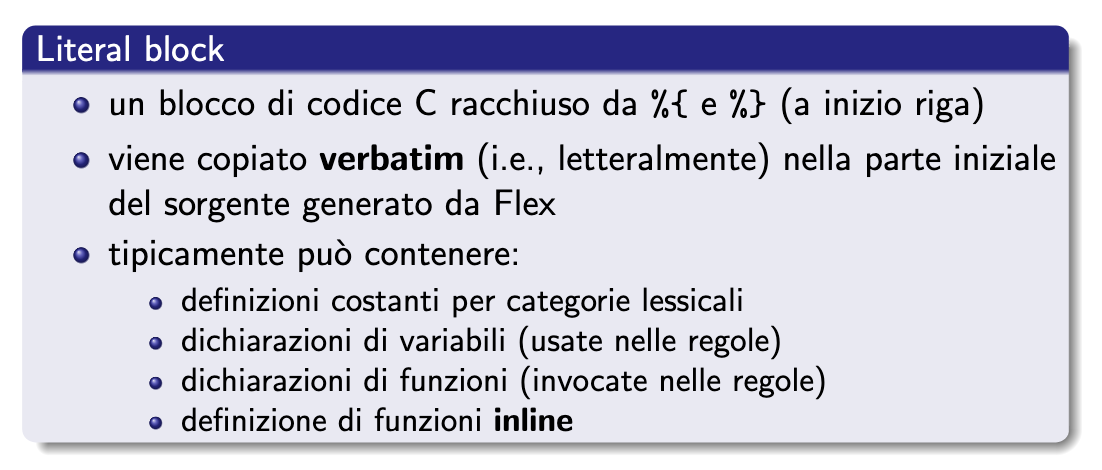 Literal block
un blocco di codice C racchiuso da %{ e %} (a inizio riga)
viene copiato verbatim (i.e., letteralmente) nella parte iniziale
del sorgente generato da Flex
tipicamente può contenere:
definizioni costanti per categorie lessicali
dichiarazioni di variabili (usate nelle regole)
dichiarazioni di funzioni (invocate nelle regole)
definizione di funzioni inline